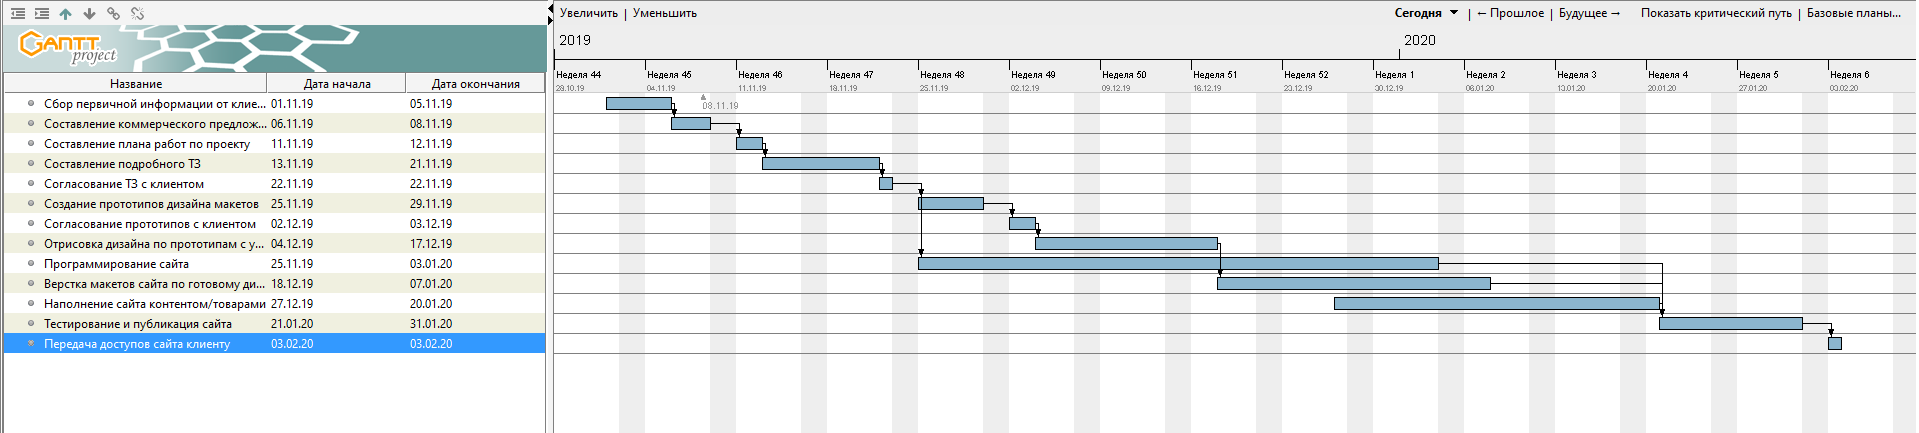 Увеличить | Уменьшить
Сегодня | ← Прошлое | Будущее → Показать критический путь | Базовые планы...
GANTT project
2019 2020
Название Дата начала Дата окончания
Неделя 44 Неделя 45 Неделя 46 Неделя 47 Неделя 48 Неделя 49 Неделя 50 Неделя 51 Неделя 52 Неделя 1 Неделя 2 Неделя 3 Неделя 4 Неделя 5 Неделя 6
28.10.19 04.11.19 11.11.19 18.11.19 25.11.19 02.12.19 09.12.19 16.12.19 23.12.19 30.12.19 06.01.20 13.01.20 20.01.20 27.01.20 03.02.20
Сбор первичной информации от клие... 01.11.19 05.11.19
08.11.19
Составление коммерческого предлож... 06.11.19 08.11.19
Составление плана работ по проекту 11.11.19 12.11.19
Составление подробного ТЗ 13.11.19 21.11.19
Согласование ТЗ с клиентом 22.11.19 22.11.19
Создание прототипов дизайна макетов 25.11.19 29.11.19
Согласование прототипов с клиентом 02.12.19 03.12.19
Отрисовка дизайна по прототипам с у... 04.12.19 17.12.19
Программирование сайта 25.11.19 03.01.20
Верстка макетов сайта по готовому ди... 18.12.19 07.01.20
Наполнение сайта контентом/товарами 27.12.19 20.01.20
Тестирование и публикация сайта 21.01.20 31.01.20
Передача доступов сайта клиенту 03.02.20 03.02.20